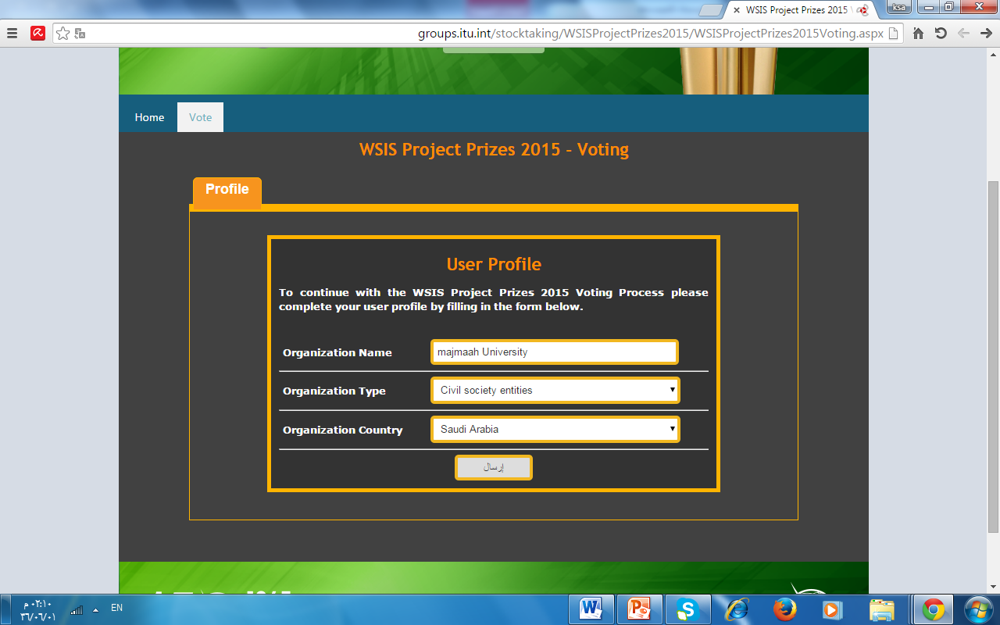 WSIS Project Prizes 2015
ksa
groups.itu.int/stocktaking/WSISProjectPrizes2015/WSISProjectPrizes2015Voting.aspx
Home Vote
WSIS Project Prizes 2015 – Voting
Profile
User Profile
To continue with the WSIS Project Prizes 2015 Voting Process please
complete your user profile by filling in the form below.
Organization Name majmaah University
Organization Type Civil society entities
Organization Country Saudi Arabia
إرسال
٠٢:١٠ م
EN
٣٦/٠٦/٠١